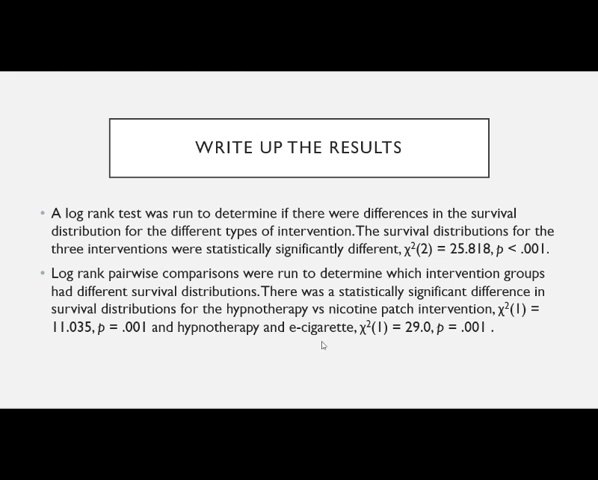 WRITE UP THE RESULTS
• A log rank test was run to determine if there were differences in the survival
distribution for the different types of intervention. The survival distributions for the
three interventions were statistically significantly different, χ²(2) = 25.818, p < .001.
• Log rank pairwise comparisons were run to determine which intervention groups
had different survival distributions. There was a statistically significant difference in
survival distributions for the hypnotherapy vs nicotine patch intervention, χ²(1) =
11.035, p = .001 and hypnotherapy and e-cigarette, χ²(1) = 29.0, p = .001 .